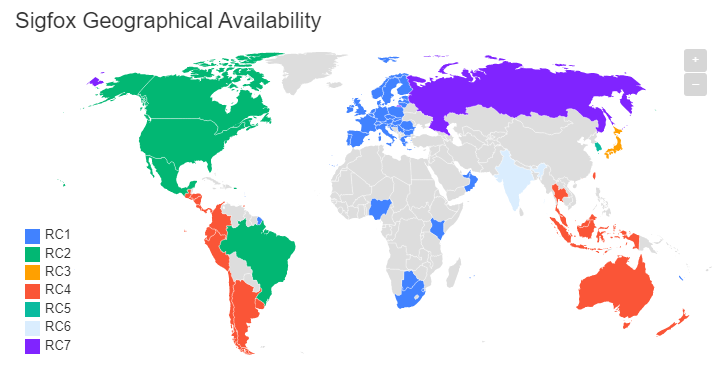 Sigfox Geographical Availability
+
−
RC1
RC2
RC3
RC4
RC5
RC6
RC7